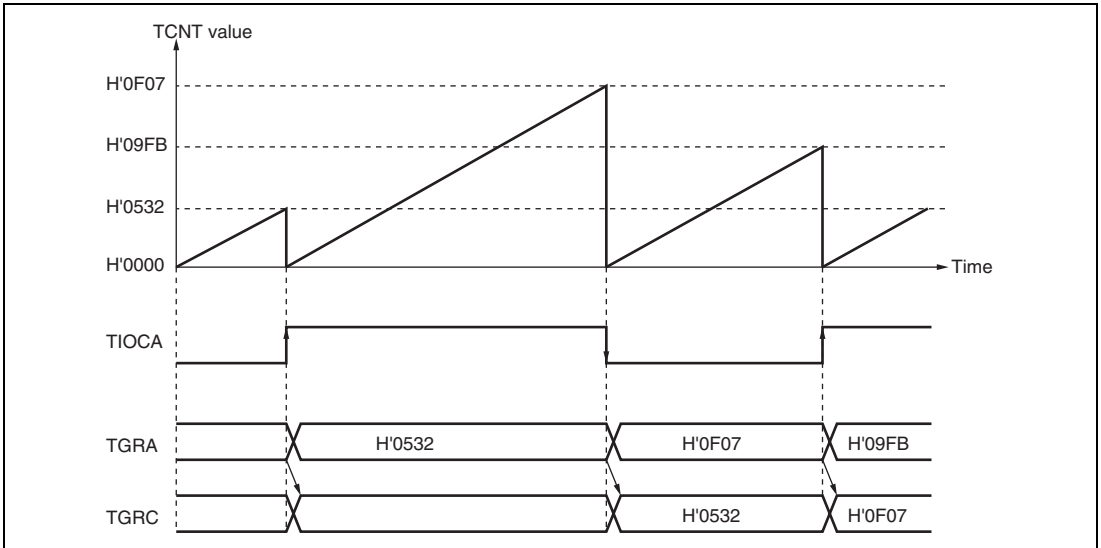 TCNT value
H'0F07
H'09FB
H'0532
H'0000
Time
TIOCA
TGRA
H'0532
H'0F07
H'09FB
TGRC
H'0532
H'0F07